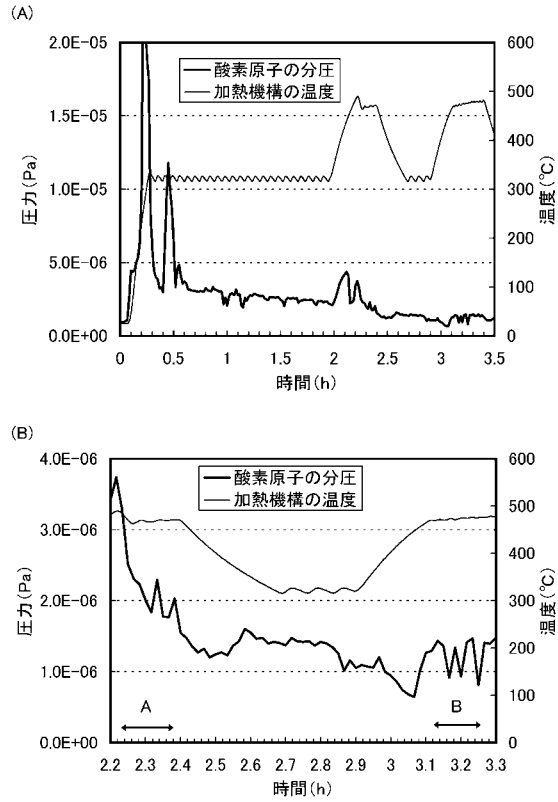 (A)
酸素原子の分圧
加熱機構の温度
圧力(Pa)
2.0E-05
1.5E-05
1.0E-05
5.0E-06
0.0E+00
600
500
400
300
200
100
0
温度(℃)
0 0.5 1 1.5 2 2.5 3 3.5
時間(h)
(B)
酸素原子の分圧
加熱機構の温度
圧力(Pa)
4.0E-06
3.0E-06
2.0E-06
1.0E-06
0.0E+00
600
500
400
300
200
100
0
温度(℃)
A
B
2.2 2.3 2.4 2.5 2.6 2.7 2.8 2.9 3 3.1 3.2 3.3
時間(h)